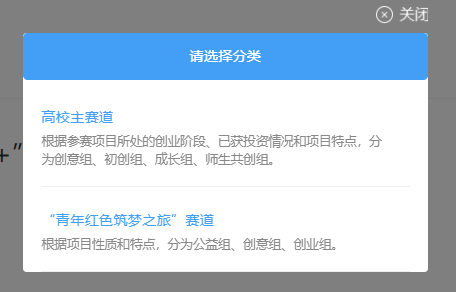 关闭
请选择分类
高校主赛道
根据参赛项目所处的创业阶段、已获投资情况和项目特点，分
+”
为创意组、初创组、成长组、师生共创组。
“青年红色筑梦之旅”赛道
根据项目性质和特点，分为公益组、创意组、创业组。